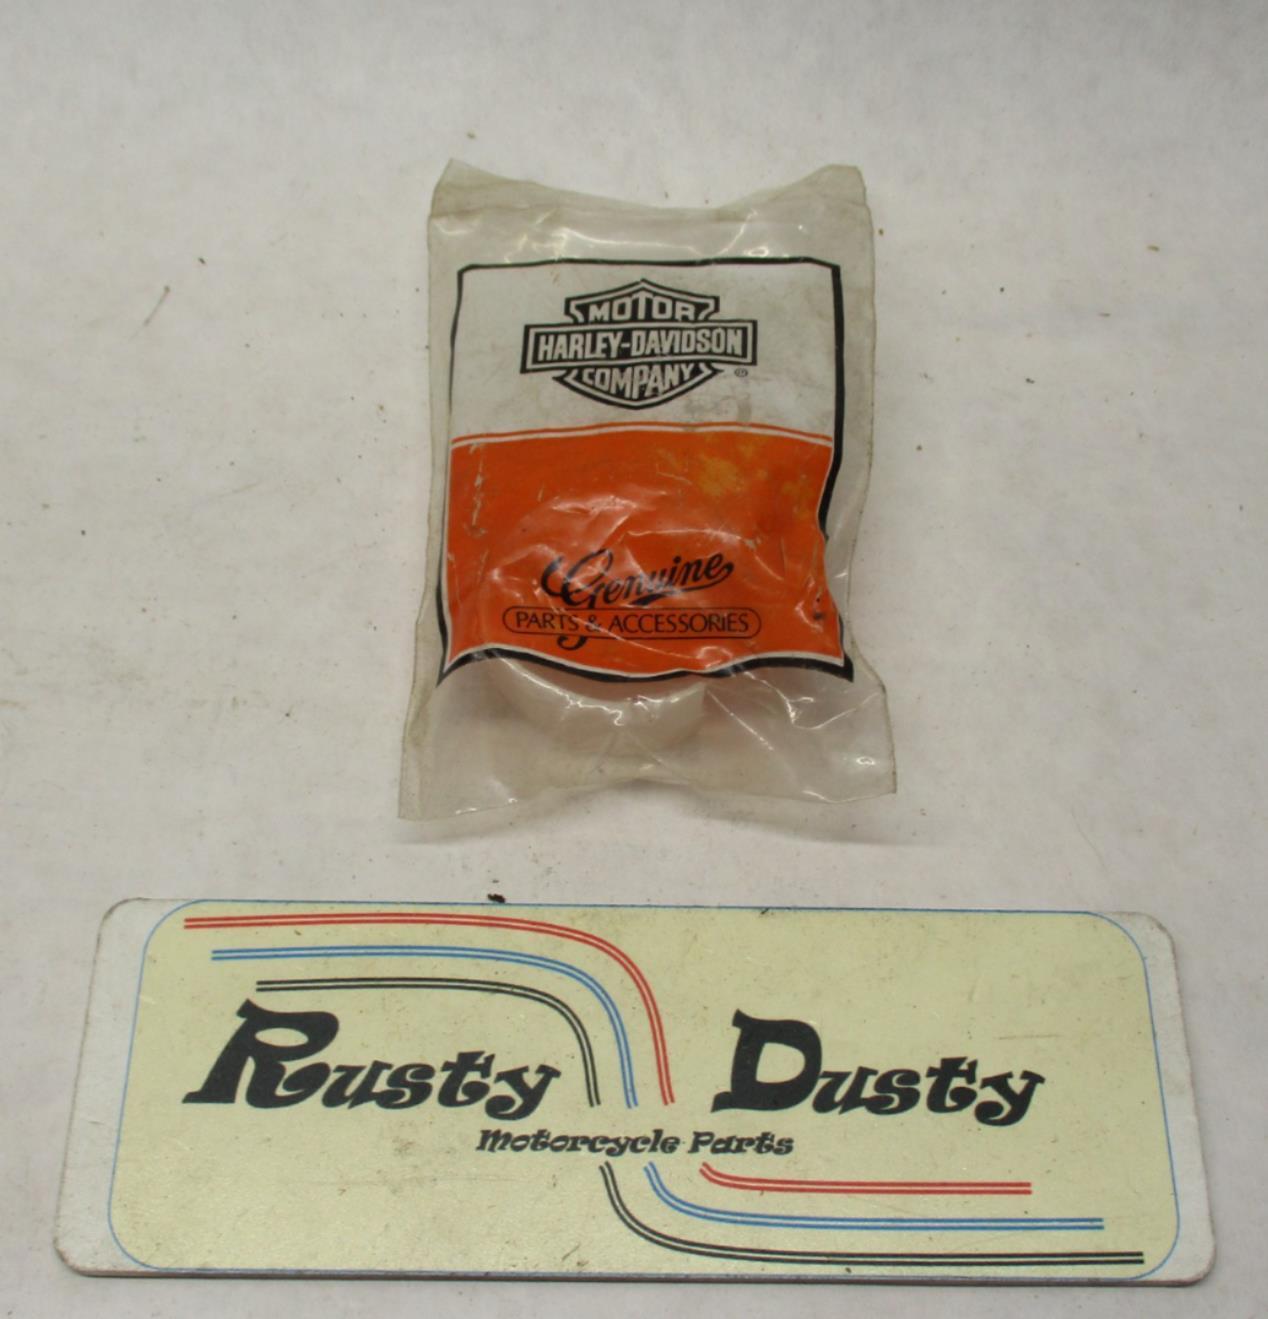 MOTOR
HARLEY-DAVIDSON
COMPANY ®
Genuine
PARTS & ACCESSORIES
Rusty Dusty
Motorcycle Parts